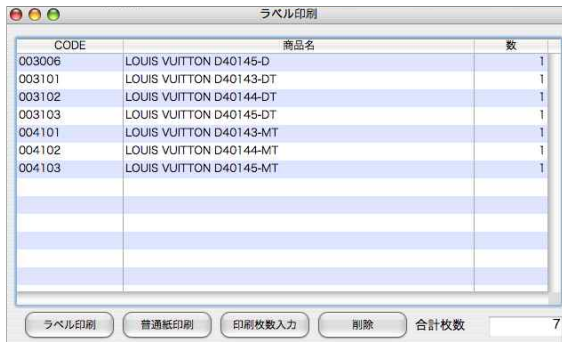 ラベル印刷
CODE 商品名 数
003006 LOUIS VUITTON D40145-D 1
003101 LOUIS VUITTON D40143-DT 1
003102 LOUIS VUITTON D40144-DT 1
003103 LOUIS VUITTON D40145-DT 1
004101 LOUIS VUITTON D40143-MT 1
004102 LOUIS VUITTON D40144-MT 1
004103 LOUIS VUITTON D40145-MT 1
ラベル印刷 普通紙印刷 印刷枚数入力 削除 合計枚数 7